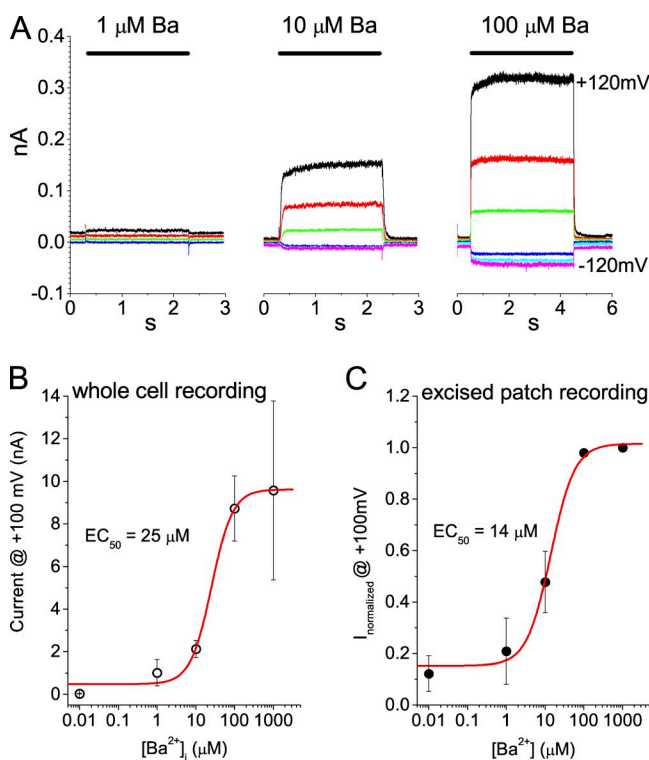 A
1 μM Ba
10 μM Ba
100 μM Ba
0.4
0.3
0.2
0.1
0.0
-0.1
nA
+120mV
-120mV
0 1 2 3
0 1 2 3
0 2 4 6
s
s
s
B
whole cell recording
14
12
10
8
6
4
2
0
Current @ +100 mV (nA)
EC50 = 25 μM
0.01 0.1 1 10 100 1000
[Ba2+]i (μM)
C
excised patch recording
1.2
1.0
0.8
0.6
0.4
0.2
0.0
Inormalized @ +100mV
EC50 = 14 μM
0.01 0.1 1 10 100 1000
[Ba2+] (μM)